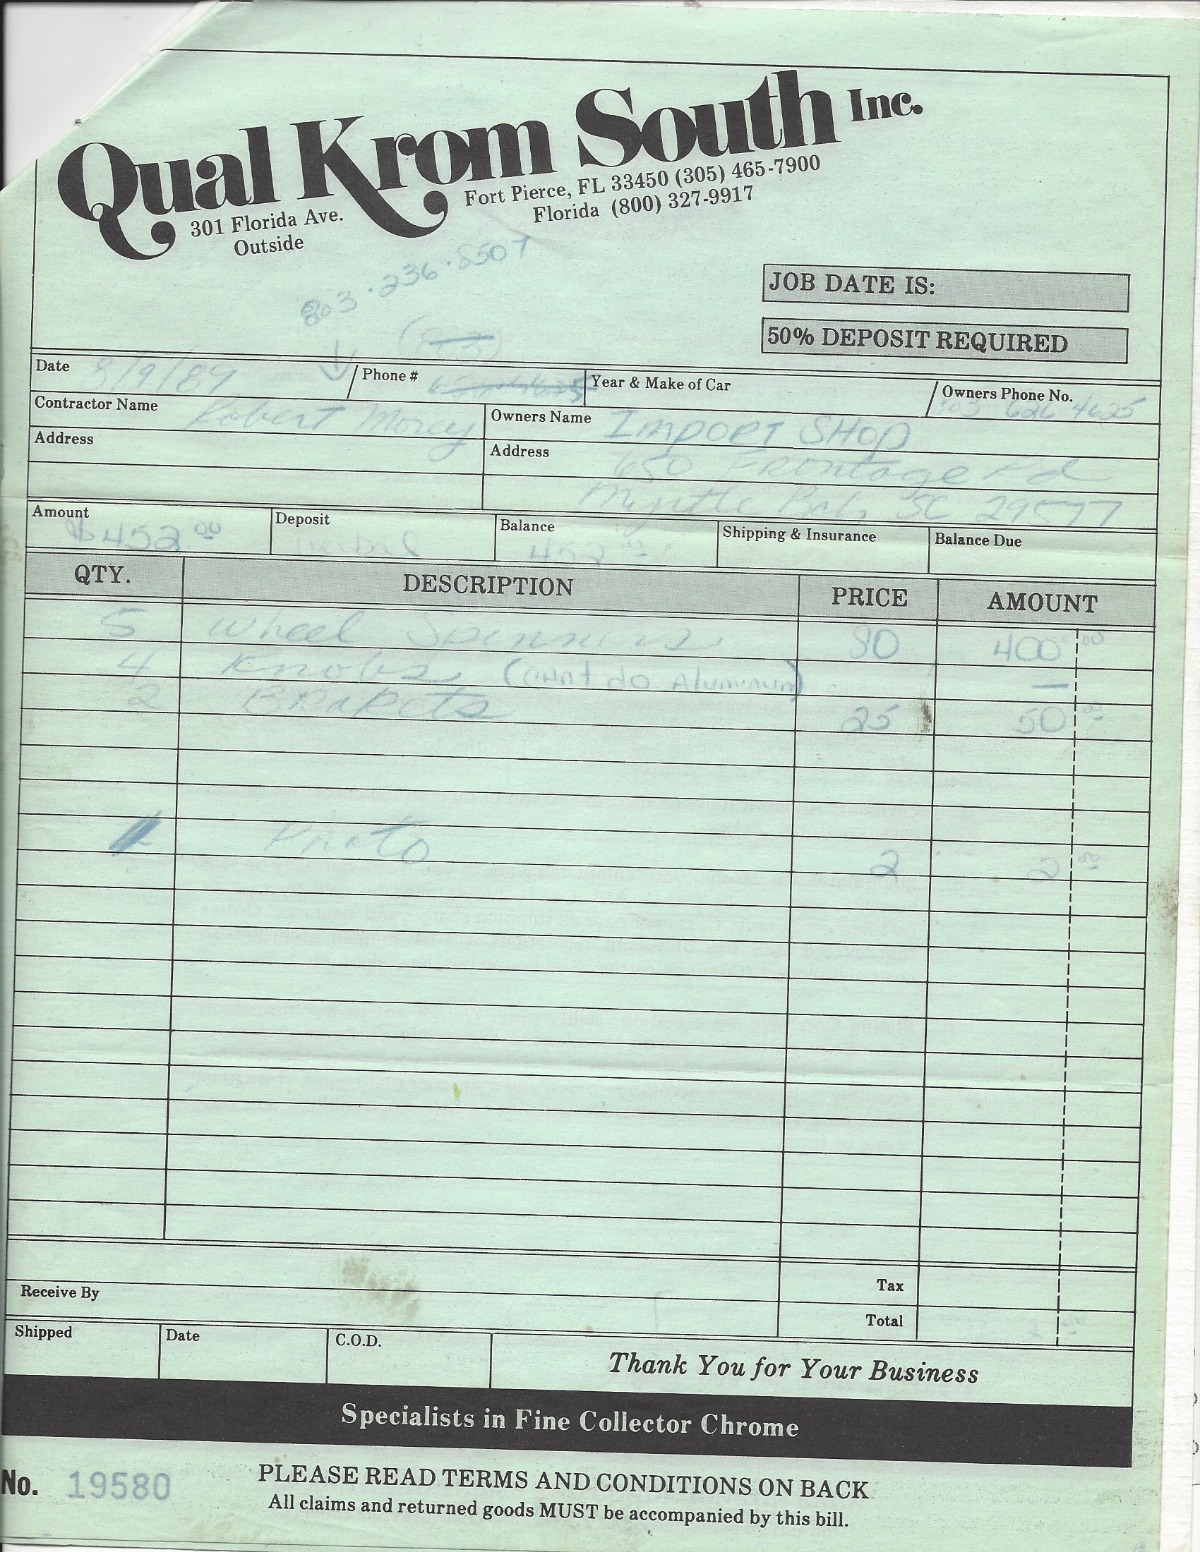 Qual Krom South Inc.
301 Florida Ave. Fort Pierce, FL 33450 (305) 465-7900
Outside Florida (800) 327-9917
803 · 236 · 8507
(803)
JOB DATE IS:
50% DEPOSIT REQUIRED
Date 8/9/89 Phone # Year & Make of Car Owners Phone No. 803 626 4625
Contractor Name Robert Morey Owners Name IMPORT SHOP
Address Address 650 Frontage Rd
Myrtle Bch, SC 29577
Amount $452.00 Deposit Balance 452.00 Shipping & Insurance Balance Due
QTY. DESCRIPTION PRICE AMOUNT
5 Wheel Spinners 80 400 00
4 Knobs (Cant do Aluminum) —
2 BRAKETS 25 50
Photo 2 2
Receive By Tax
Total
Shipped Date C.O.D. Thank You for Your Business
Specialists in Fine Collector Chrome
No. 19580 PLEASE READ TERMS AND CONDITIONS ON BACK
All claims and returned goods MUST be accompanied by this bill.